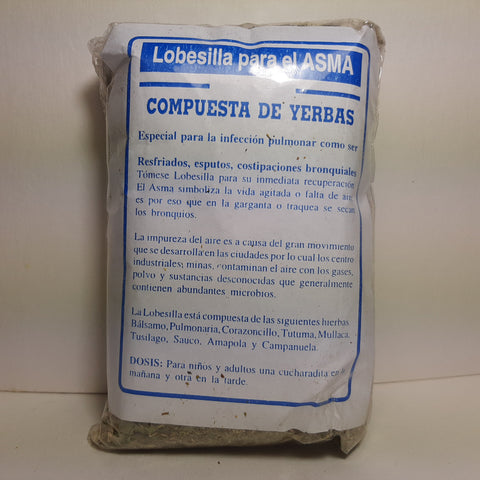 Lobesilla para el ASMA
COMPUESTA DE YERBAS
Especial para la infección pulmonar como ser
Resfriados, esputos, costipaciones bronquiales
Tómese Lobesilla para su inmediata recuperación
El Asma simboliza la vida agitada o falta de aire
es por eso que en la garganta o traquea se secan
los bronquios.
La impureza del aire es a causa del gran movimiento
que se desarrolla en las ciudades por lo cual los centro
industriales, minas, contaminan el aire con los gases,
polvo y sustancias desconocidas que generalmente
contienen abundantes microbios.
La Lobesilla está compuesta de las siguientes hierbas
Bálsamo, Pulmonaria, Corazoncillo, Tutuma, Mullaca,
Tusilago, Sauco, Amapola y Campanuela.
DOSIS: Para niños y adultos una cucharadita en
mañana y otra en la tarde.